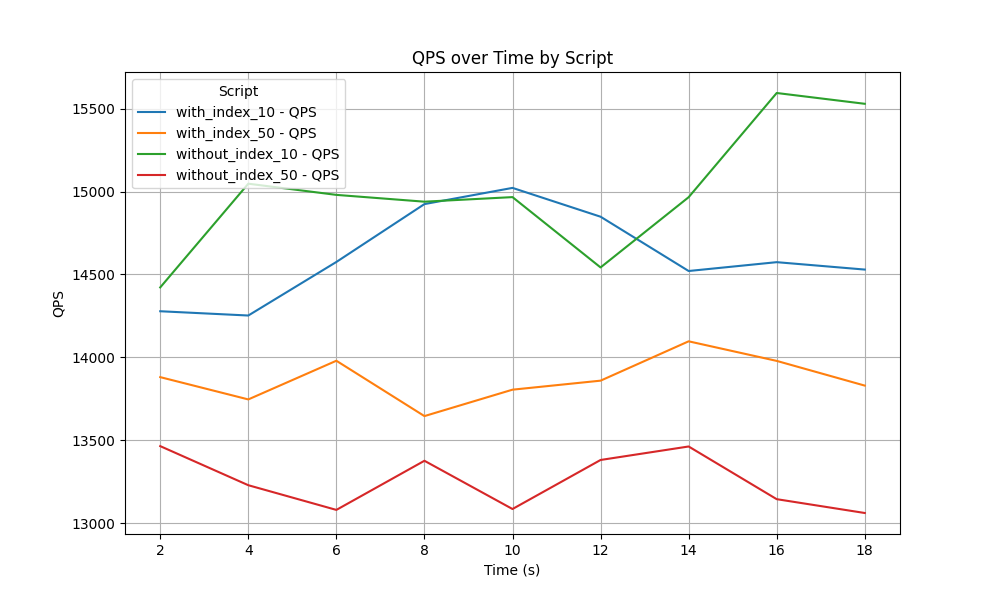 QPS over Time by Script
Script
with_index_10 - QPS
with_index_50 - QPS
without_index_10 - QPS
without_index_50 - QPS
QPS
15500
15000
14500
14000
13500
13000
2 4 6 8 10 12 14 16 18
Time (s)